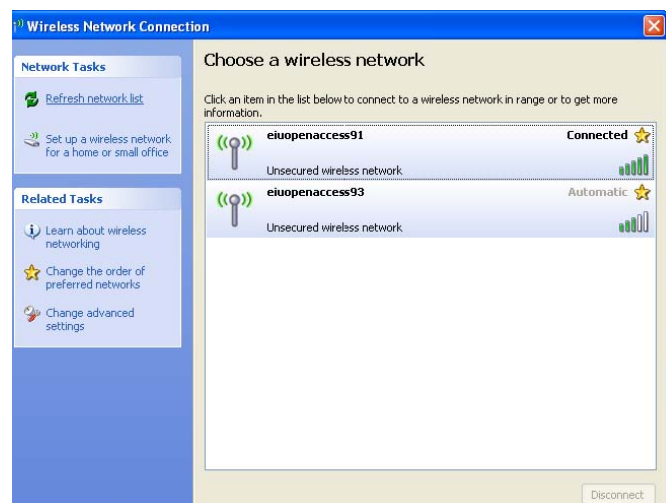 Wireless Network Connection
Network Tasks
Refresh network list
Set up a wireless network
for a home or small office
Related Tasks
Learn about wireless
networking
Change the order of
preferred networks
Change advanced
settings
Choose a wireless network
Click an item in the list below to connect to a wireless network in range or to get more
information.
eiuopenaccess91 Connected
Unsecured wireless network
eiuopenaccess93 Automatic
Unsecured wireless network
Disconnect